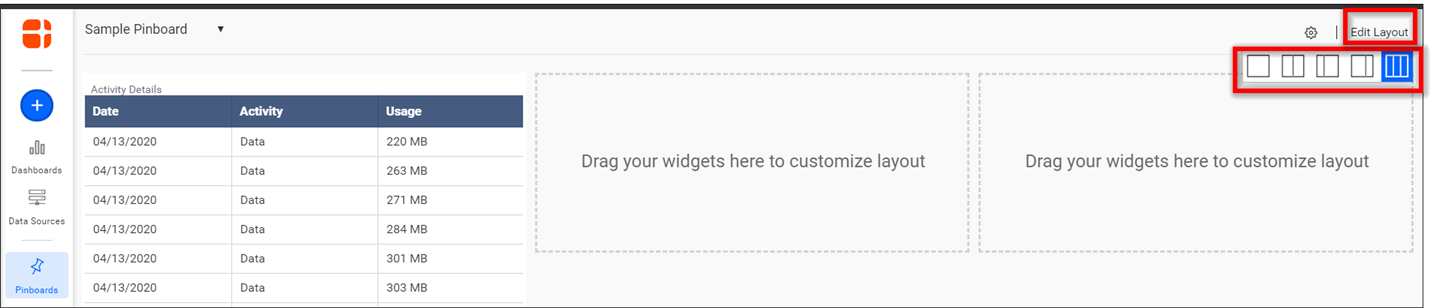 Sample Pinboard
Edit Layout
Activity Details
Date Activity Usage
04/13/2020 Data 220 MB
04/13/2020 Data 263 MB
04/13/2020 Data 271 MB
04/13/2020 Data 284 MB
04/13/2020 Data 301 MB
04/13/2020 Data 303 MB
Drag your widgets here to customize layout
Drag your widgets here to customize layout
Dashboards
Data Sources
Pinboards